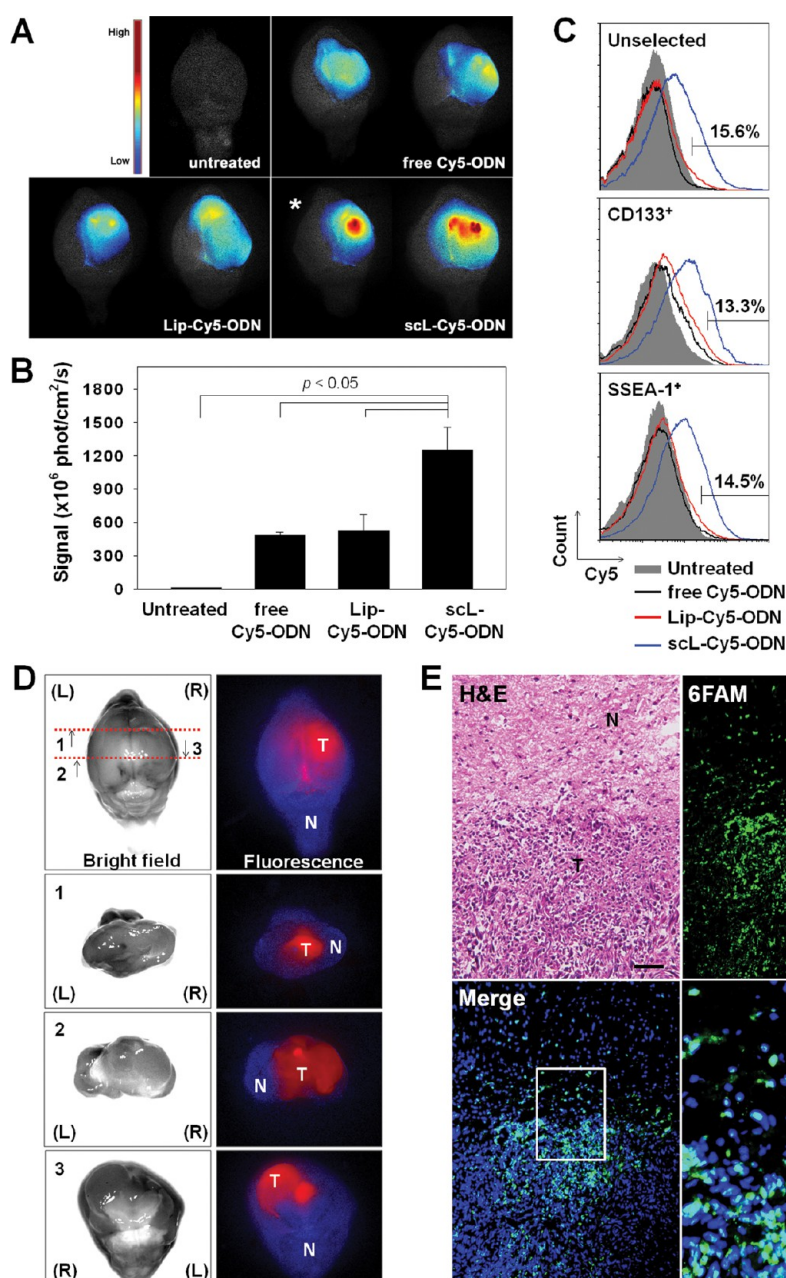 A
High
Low
untreated
free Cy5-ODN
Lip-Cy5-ODN
*
scL-Cy5-ODN
B
Signal (x10⁶ phot/cm²/s)
1800
1500
1200
900
600
300
0
p < 0.05
Untreated
free
Cy5-ODN
Lip-
Cy5-ODN
scL-
Cy5-ODN
C
Unselected
15.6%
CD133⁺
13.3%
SSEA-1⁺
14.5%
Count
Cy5
Untreated
free Cy5-ODN
Lip-Cy5-ODN
scL-Cy5-ODN
D
(L)
(R)
1
2
3
Bright field
T
N
Fluorescence
1
(L)
(R)
T
N
2
(L)
(R)
N
T
3
(R)
(L)
T
N
E
H&E
N
T
6FAM
Merge